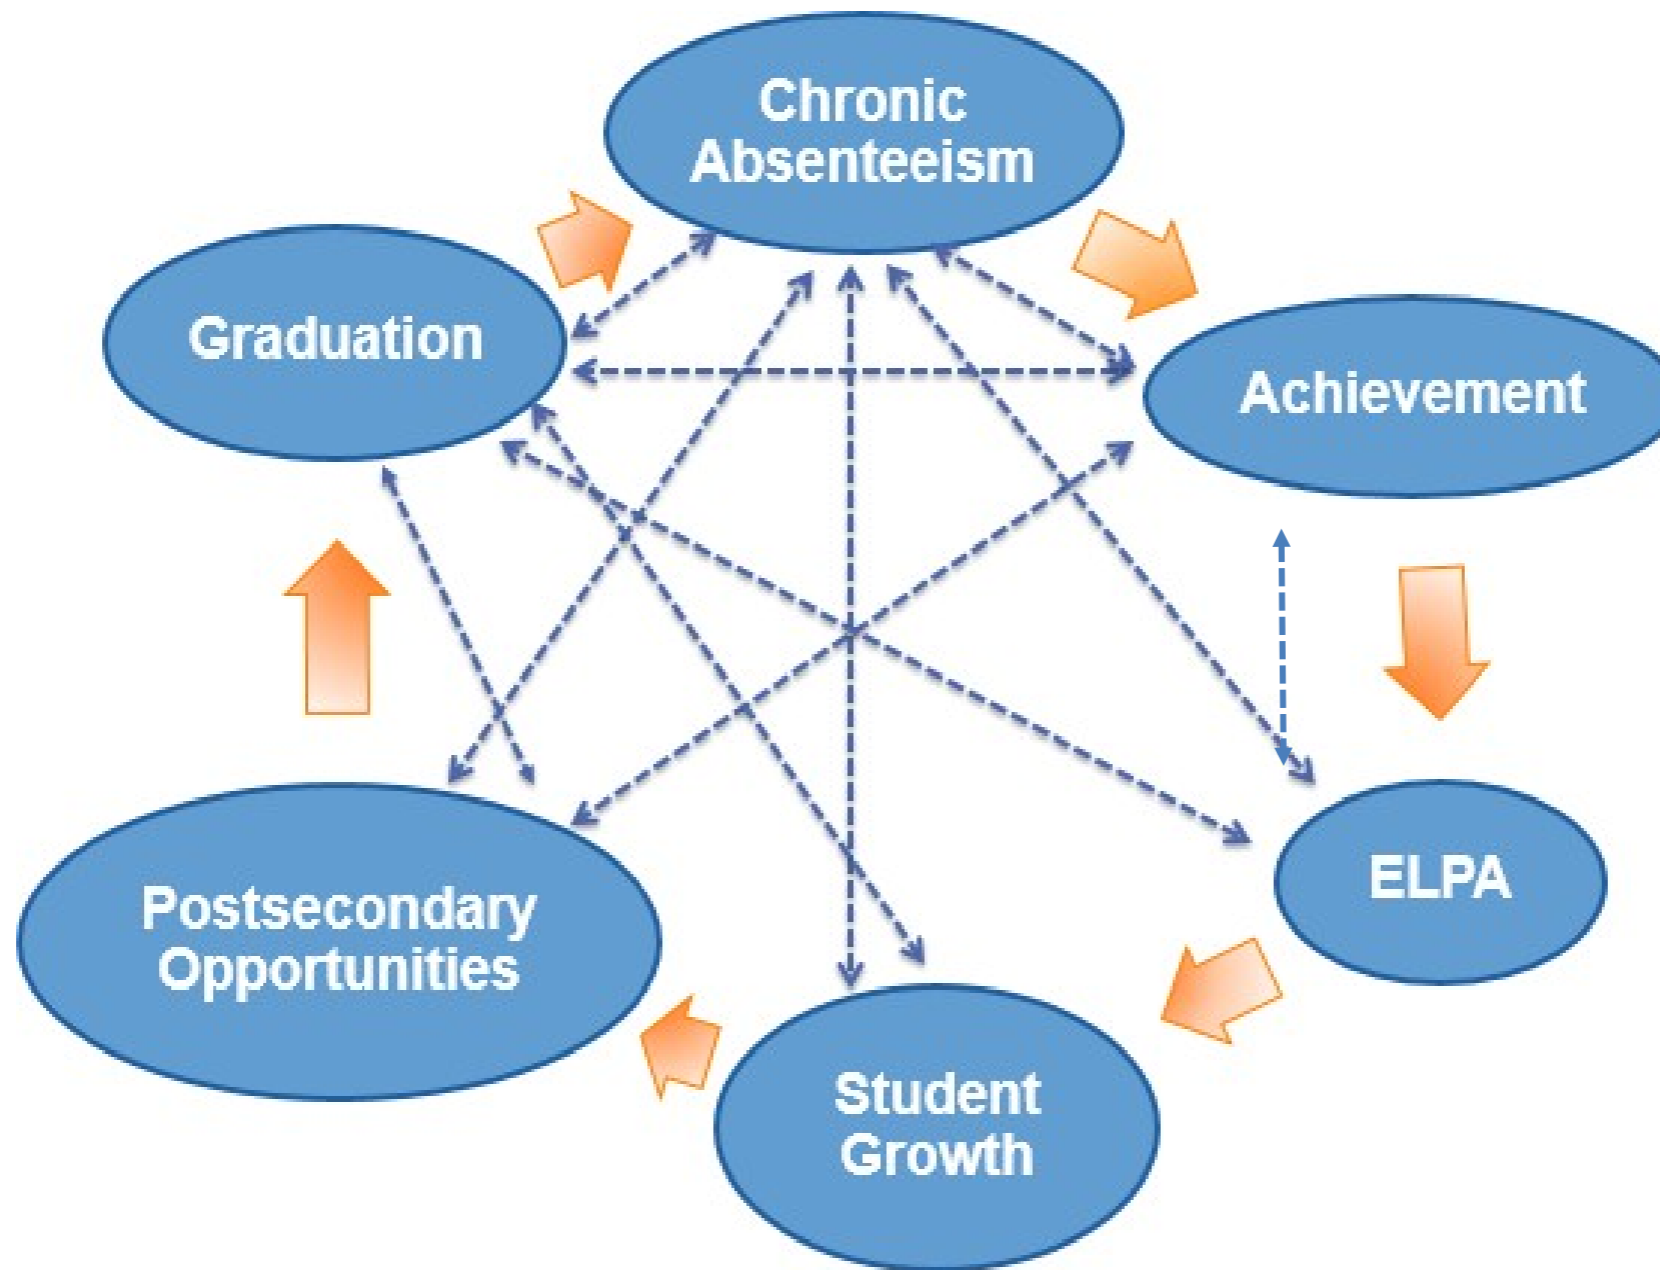 Chronic
Absenteeism
Graduation
Achievement
ELPA
Postsecondary
Opportunities
Student
Growth